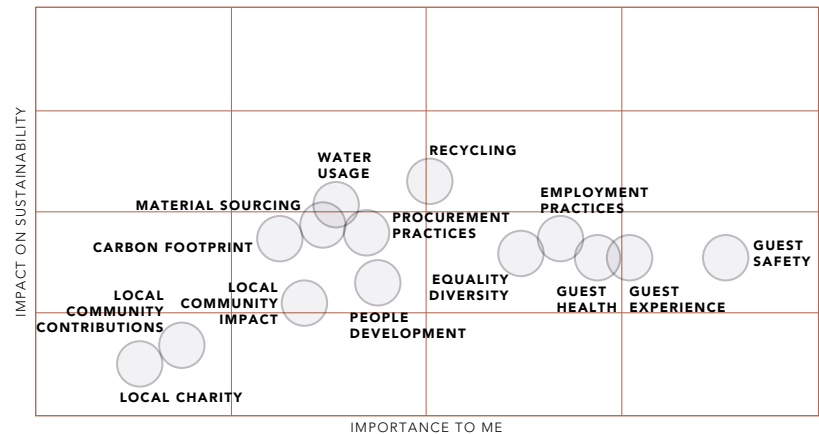 IMPACT ON SUSTAINABILITY
RECYCLING
WATER
USAGE
MATERIAL SOURCING
EMPLOYMENT
PRACTICES
PROCUREMENT
PRACTICES
CARBON FOOTPRINT
GUEST
SAFETY
EQUALITY
DIVERSITY
LOCAL
COMMUNITY
IMPACT
GUEST
HEALTH
GUEST
EXPERIENCE
LOCAL
COMMUNITY
CONTRIBUTIONS
PEOPLE
DEVELOPMENT
LOCAL CHARITY
IMPORTANCE TO ME